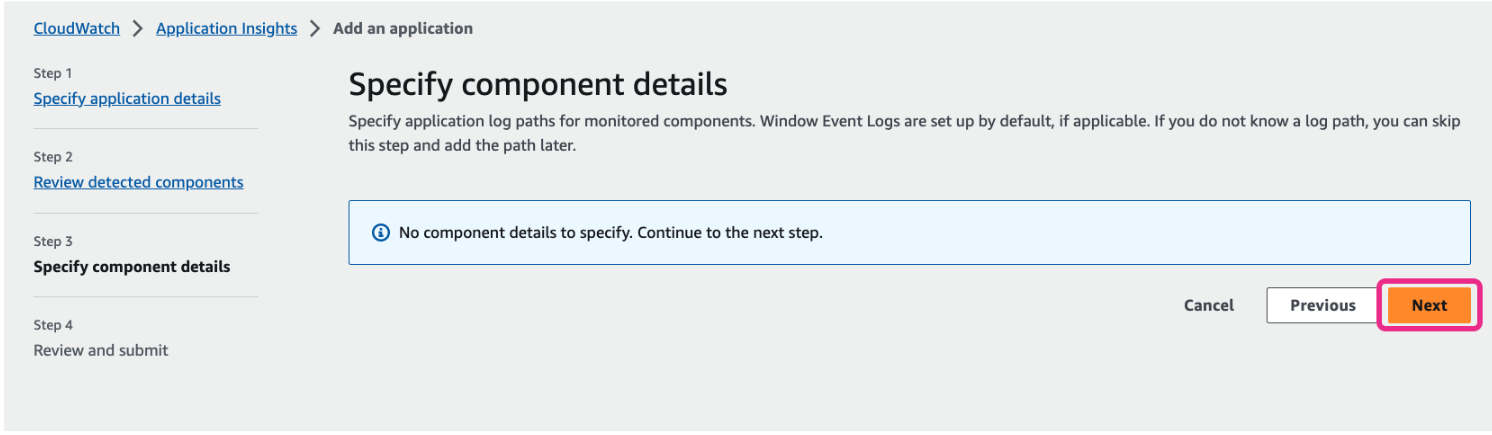 CloudWatch > Application Insights > Add an application
Step 1
Specify application details
Step 2
Review detected components
Step 3
Specify component details
Step 4
Review and submit
Specify component details
Specify application log paths for monitored components. Window Event Logs are set up by default, if applicable. If you do not know a log path, you can skip
this step and add the path later.
No component details to specify. Continue to the next step.
Cancel Previous Next